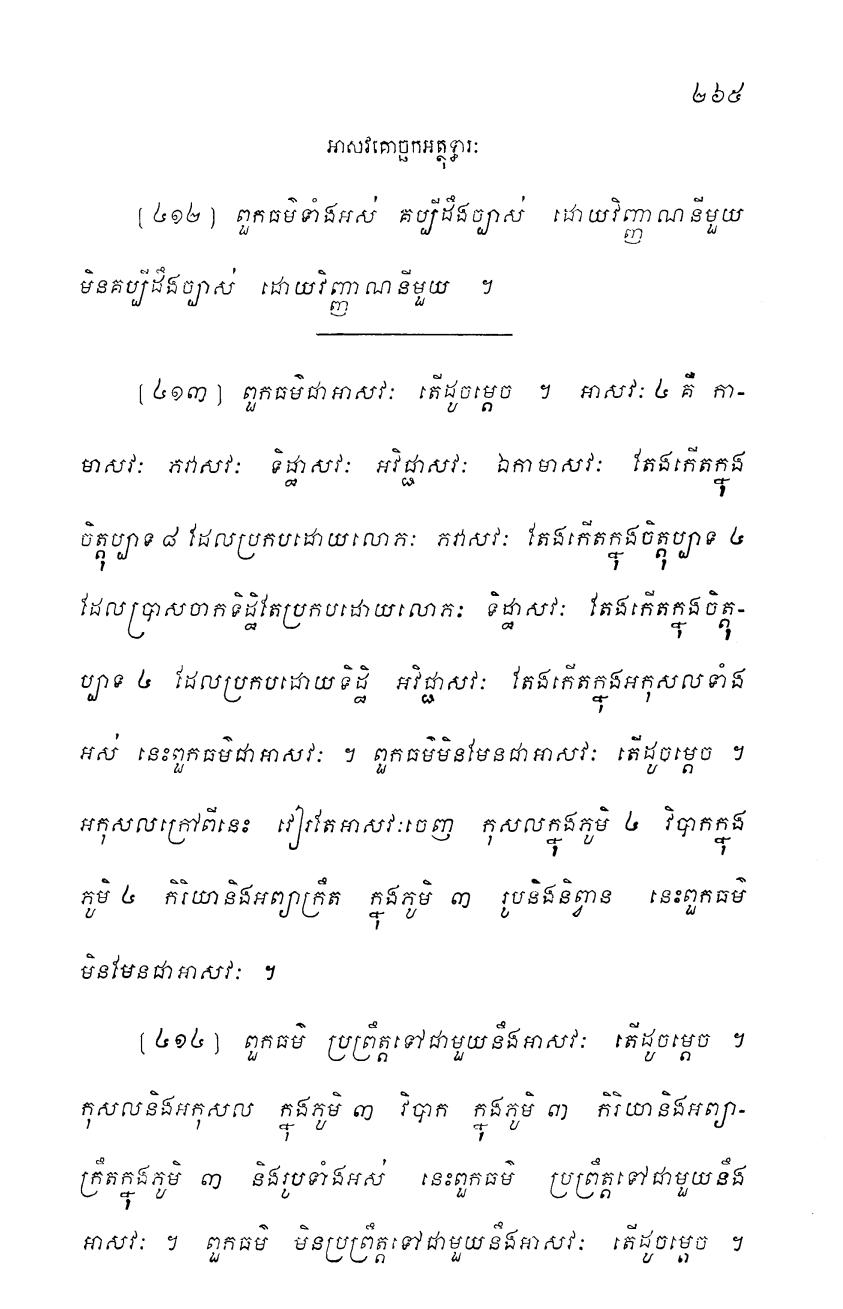 ២៦៥
អាសវគោច្ឆកអត្ថុទ្ធារៈ
(៤១២) ពួកធម៌ទាំងអស់ គប្បីដឹងច្បាស់ ដោយវិញ្ញាណនីមួយ
មិនគប្បីដឹងច្បាស់ ដោយវិញ្ញាណនីមួយ ។
(៤១៣) ពួកធម៌ជាអាសវៈ តើដូចម្តេច ។ អាសវៈ ៤ គឺ កា-
មាសវៈ ភវាសវៈ ទិដ្ឋាសវៈ អវិជ្ជាសវៈ ឯកាមាសវៈ តែងកើតក្នុង
ចិត្តុប្បាទ ៨ ដែលប្រកបដោយលោភៈ ភវាសវៈ តែងកើតក្នុងចិត្តុប្បាទ ៤
ដែលប្រាសចាកទិដ្ឋិតែប្រកបដោយលោភៈ ទិដ្ឋាសវៈ តែងកើតក្នុងចិត្តុ-
ប្បាទ ៤ ដែលប្រកបដោយទិដ្ឋិ អវិជ្ជាសវៈ តែងកើតក្នុងអកុសលទាំង
អស់ នេះពួកធម៌ជាអាសវៈ ។ ពួកធម៌មិនមែនជាអាសវៈ តើដូចម្តេច ។
អកុសលក្រៅពីនេះ វៀរតែអាសវៈចេញ កុសលក្នុងភូមិ ៤ វិបាកក្នុង
ភូមិ ៤ កិរិយានិងអព្យាក្រឹត ក្នុងភូមិ ៣ រូបនិងនិព្វាន នេះពួកធម៌
មិនមែនជាអាសវៈ ។
(៤១៤) ពួកធម៌ ប្រព្រឹត្តទៅជាមួយនឹងអាសវៈ តើដូចម្តេច ។
កុសលនិងអកុសល ក្នុងភូមិ ៣ វិបាក ក្នុងភូមិ ៣ កិរិយានិងអព្យា-
ក្រឹតក្នុងភូមិ ៣ និងរូបទាំងអស់ នេះពួកធម៌ ប្រព្រឹត្តទៅជាមួយនឹង
អាសវៈ ។ ពួកធម៌ មិនប្រព្រឹត្តទៅជាមួយនឹងអាសវៈ តើដូចម្តេច ។